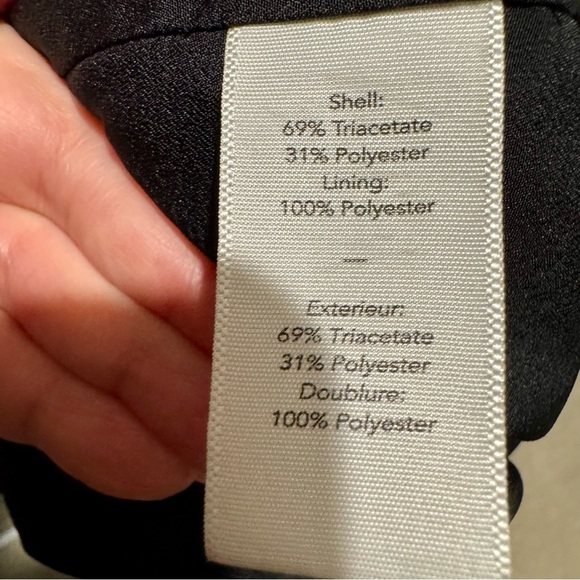 Shell:
69% Triacetate
31% Polyester
Lining:
100% Polyester
—
Exterieur:
69% Triacetate
31% Polyester
Doublure:
100% Polyester